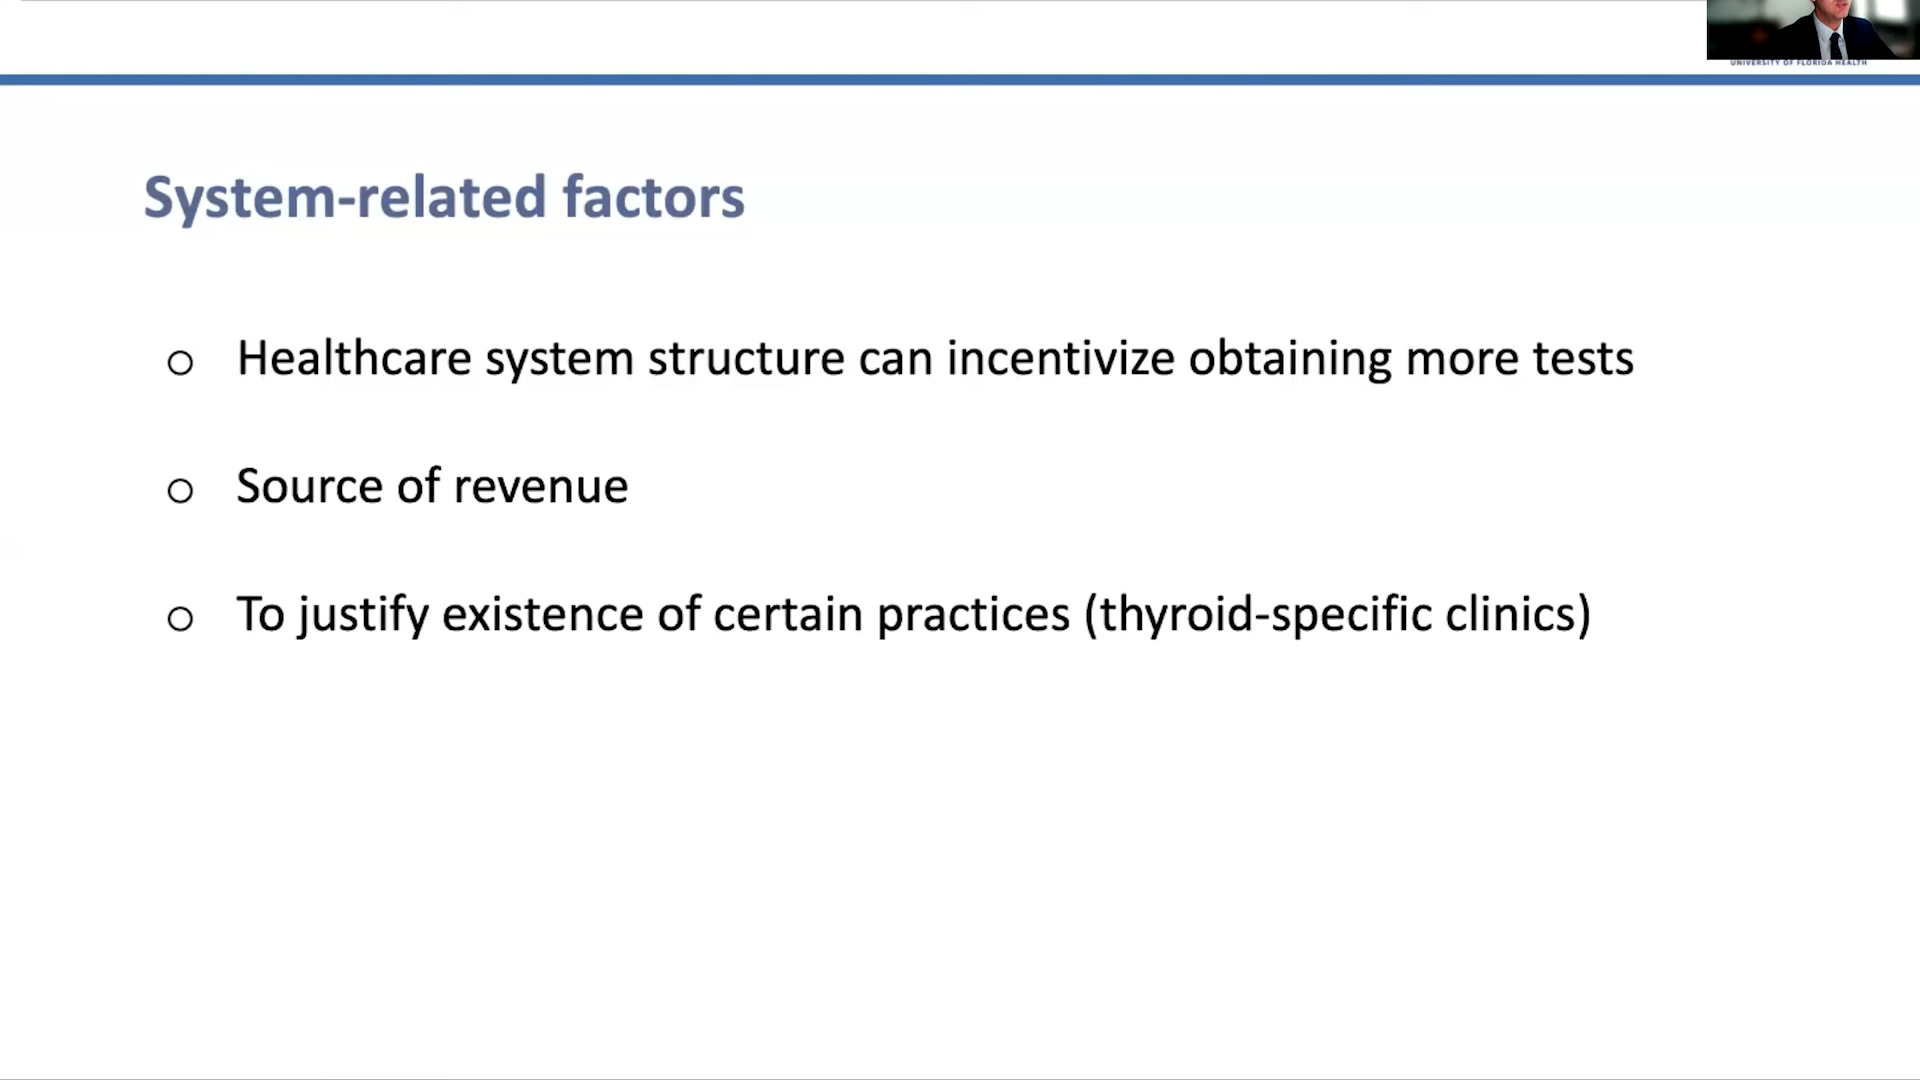 UNIVERSITY OF FLORIDA HEALTH
System-related factors
o Healthcare system structure can incentivize obtaining more tests
o Source of revenue
o To justify existence of certain practices (thyroid-specific clinics)